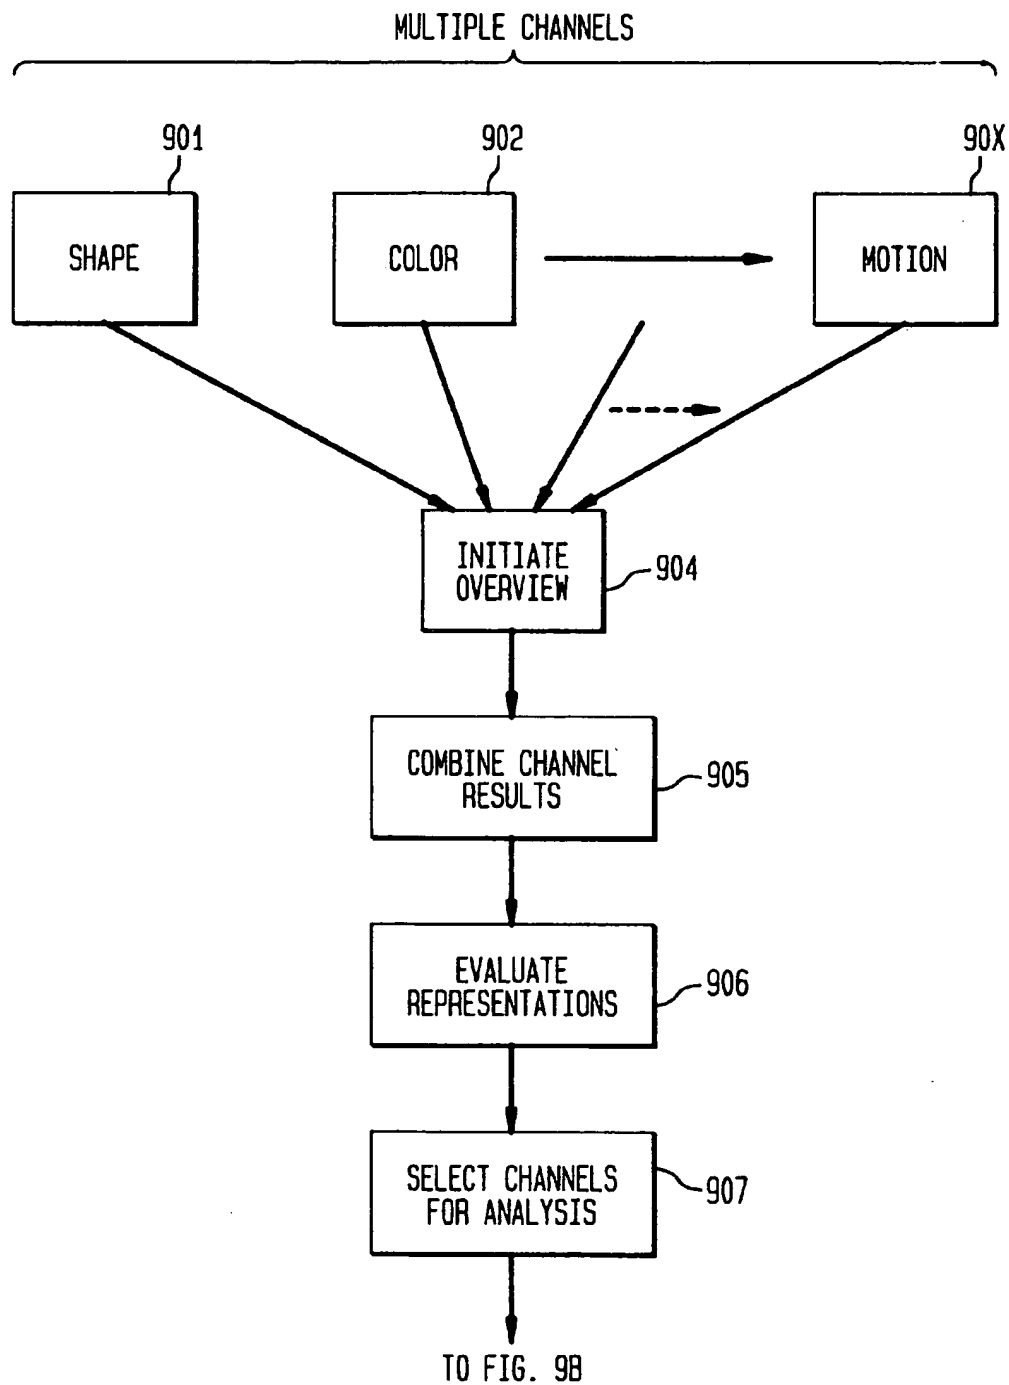 MULTIPLE CHANNELS
901
902
90X
SHAPE
COLOR
MOTION
INITIATE
OVERVIEW
904
COMBINE CHANNEL
RESULTS
905
EVALUATE
REPRESENTATIONS
906
SELECT CHANNELS
FOR ANALYSIS
907
TO FIG. 9B